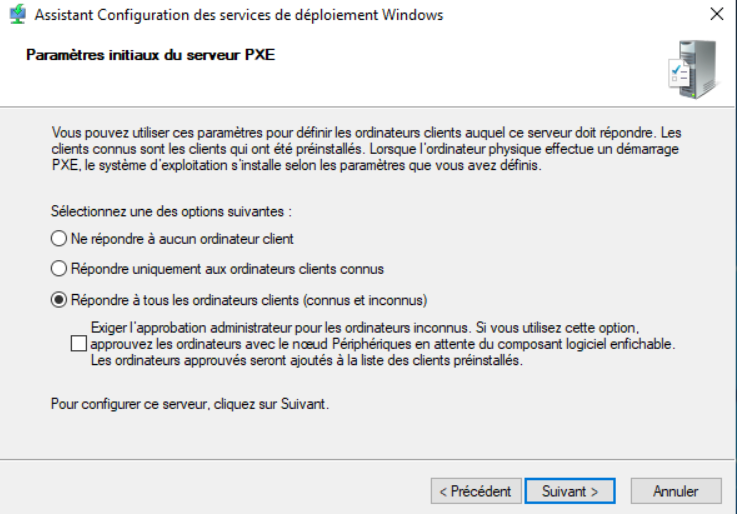 Assistant Configuration des services de déploiement Windows
Paramètres initiaux du serveur PXE
Vous pouvez utiliser ces paramètres pour définir les ordinateurs clients auquel ce serveur doit répondre. Les
clients connus sont les clients qui ont été préinstallés. Lorsque l'ordinateur physique effectue un démarrage
PXE, le système d'exploitation s'installe selon les paramètres que vous avez définis.
Sélectionnez une des options suivantes :
Ne répondre à aucun ordinateur client
Répondre uniquement aux ordinateurs clients connus
Répondre à tous les ordinateurs clients (connus et inconnus)
Exiger l'approbation administrateur pour les ordinateurs inconnus. Si vous utilisez cette option,
approuvez les ordinateurs avec le nœud Périphériques en attente du composant logiciel enfichable.
Les ordinateurs approuvés seront ajoutés à la liste des clients préinstallés.
Pour configurer ce serveur, cliquez sur Suivant.
< Précédent Suivant > Annuler